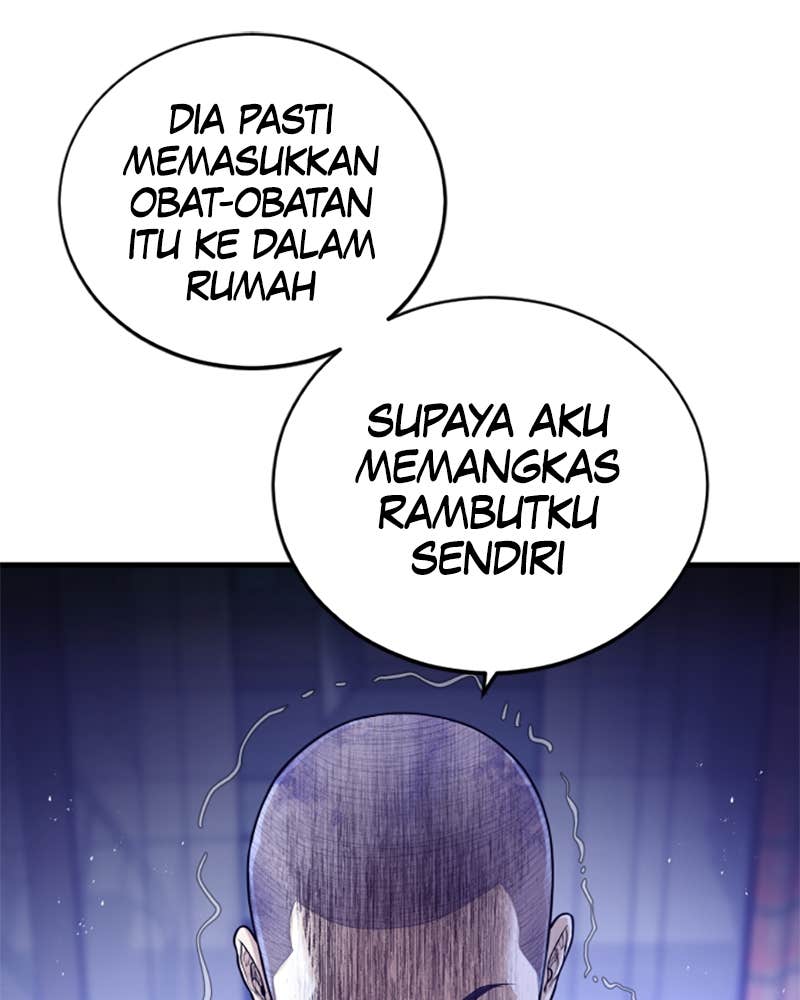 DIA PASTI
MEMASUKKAN
OBAT-OBATAN
ITU KE DALAM
RUMAH
SUPAYA AKU
MEMANGKAS
RAMBUTKU
SENDIRI